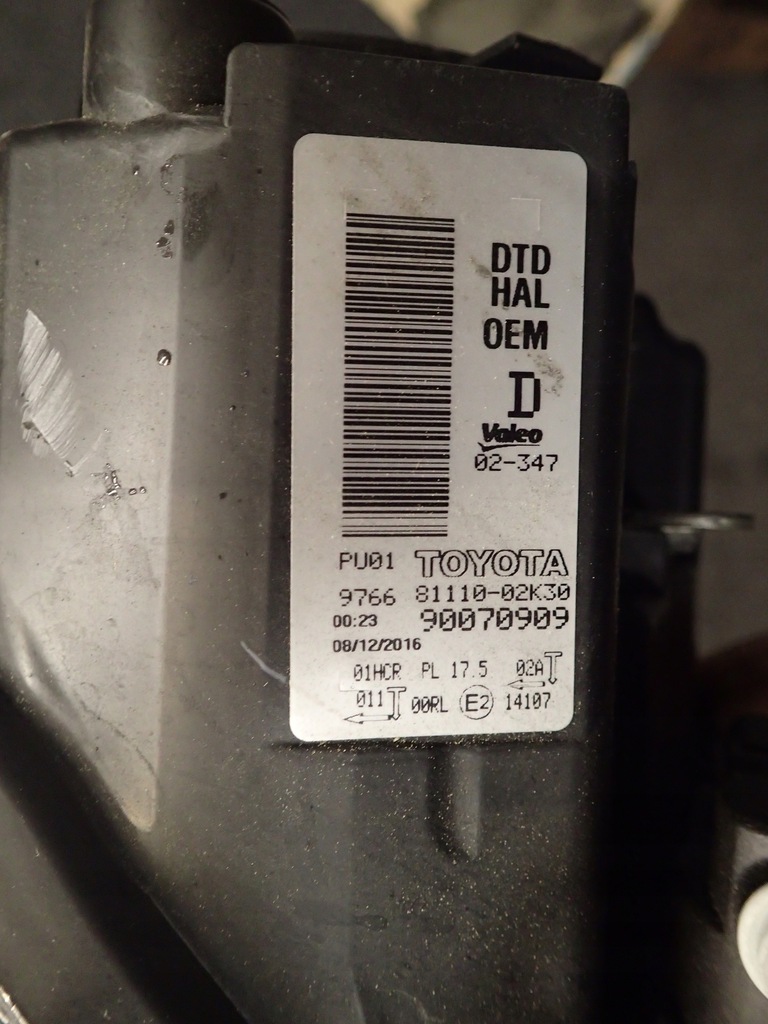 DTD
HAL
OEM
D
Valeo
02-347
PU01 TOYOTA
9766 81110-02K30
00:23 90070909
08/12/2016
01HCR PL 17.5 02A
011 00RL E2 14107